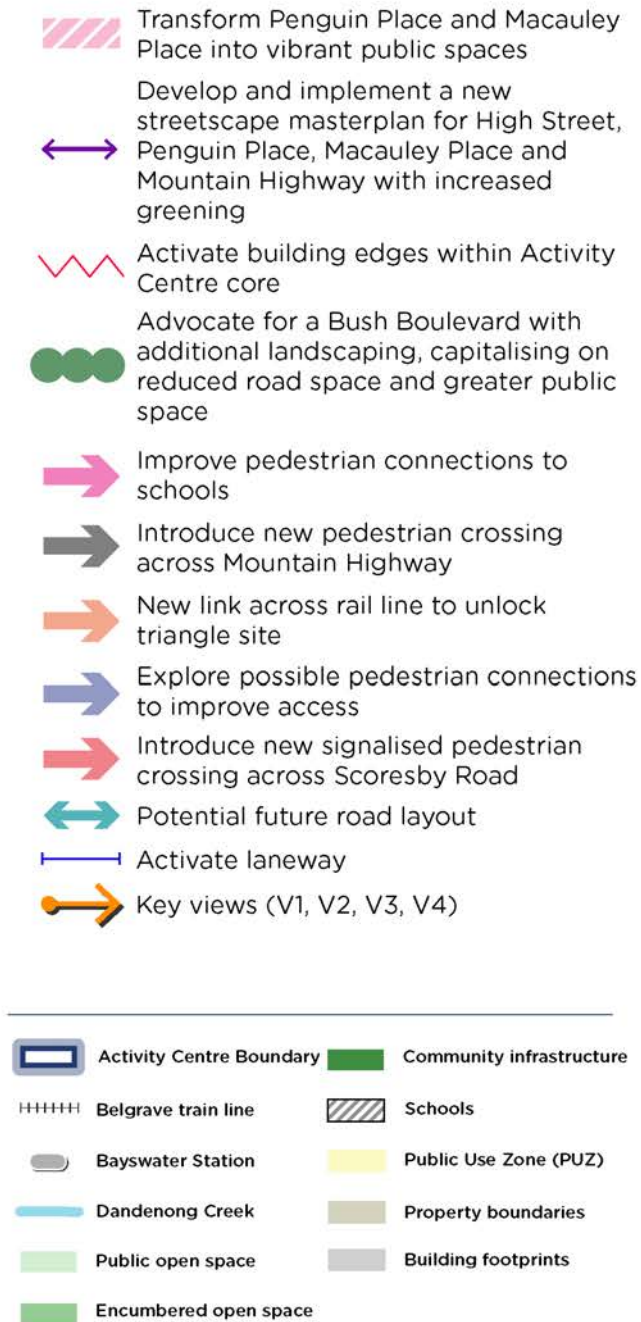 Transform Penguin Place and Macauley
Place into vibrant public spaces
Develop and implement a new
streetscape masterplan for High Street,
Penguin Place, Macauley Place and
Mountain Highway with increased
greening
Activate building edges within Activity
Centre core
Advocate for a Bush Boulevard with
additional landscaping, capitalising on
reduced road space and greater public
space
Improve pedestrian connections to
schools
Introduce new pedestrian crossing
across Mountain Highway
New link across rail line to unlock
triangle site
Explore possible pedestrian connections
to improve access
Introduce new signalised pedestrian
crossing across Scoresby Road
Potential future road layout
Activate laneway
Key views (V1, V2, V3, V4)
Activity Centre Boundary
Belgrave train line
Bayswater Station
Dandenong Creek
Public open space
Encumbered open space
Community infrastructure
Schools
Public Use Zone (PUZ)
Property boundaries
Building footprints